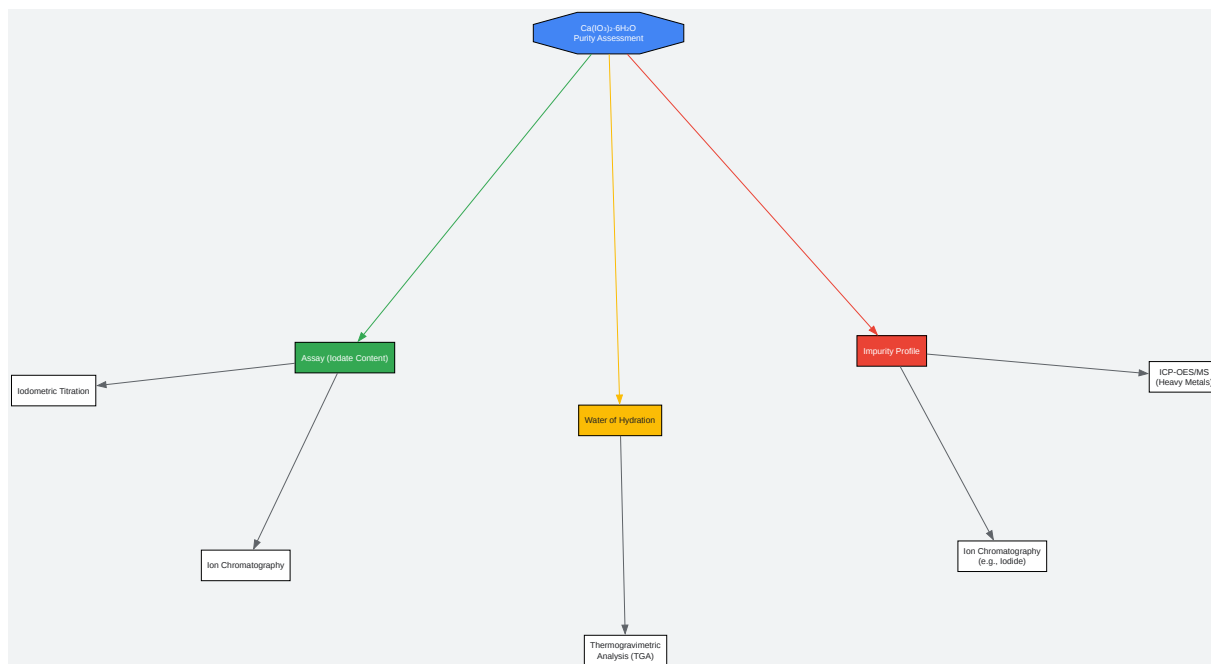 Ca(IO₃)₂·6H₂O
Purity Assessment
Impurity Profile
Assay (Iodate Content)
ICP-OES/MS
(Heavy Metals)
Iodometric Titration
Water of Hydration
Ion Chromatography
(e.g., Iodide)
Ion Chromatography
Thermogravimetric
Analysis (TGA)